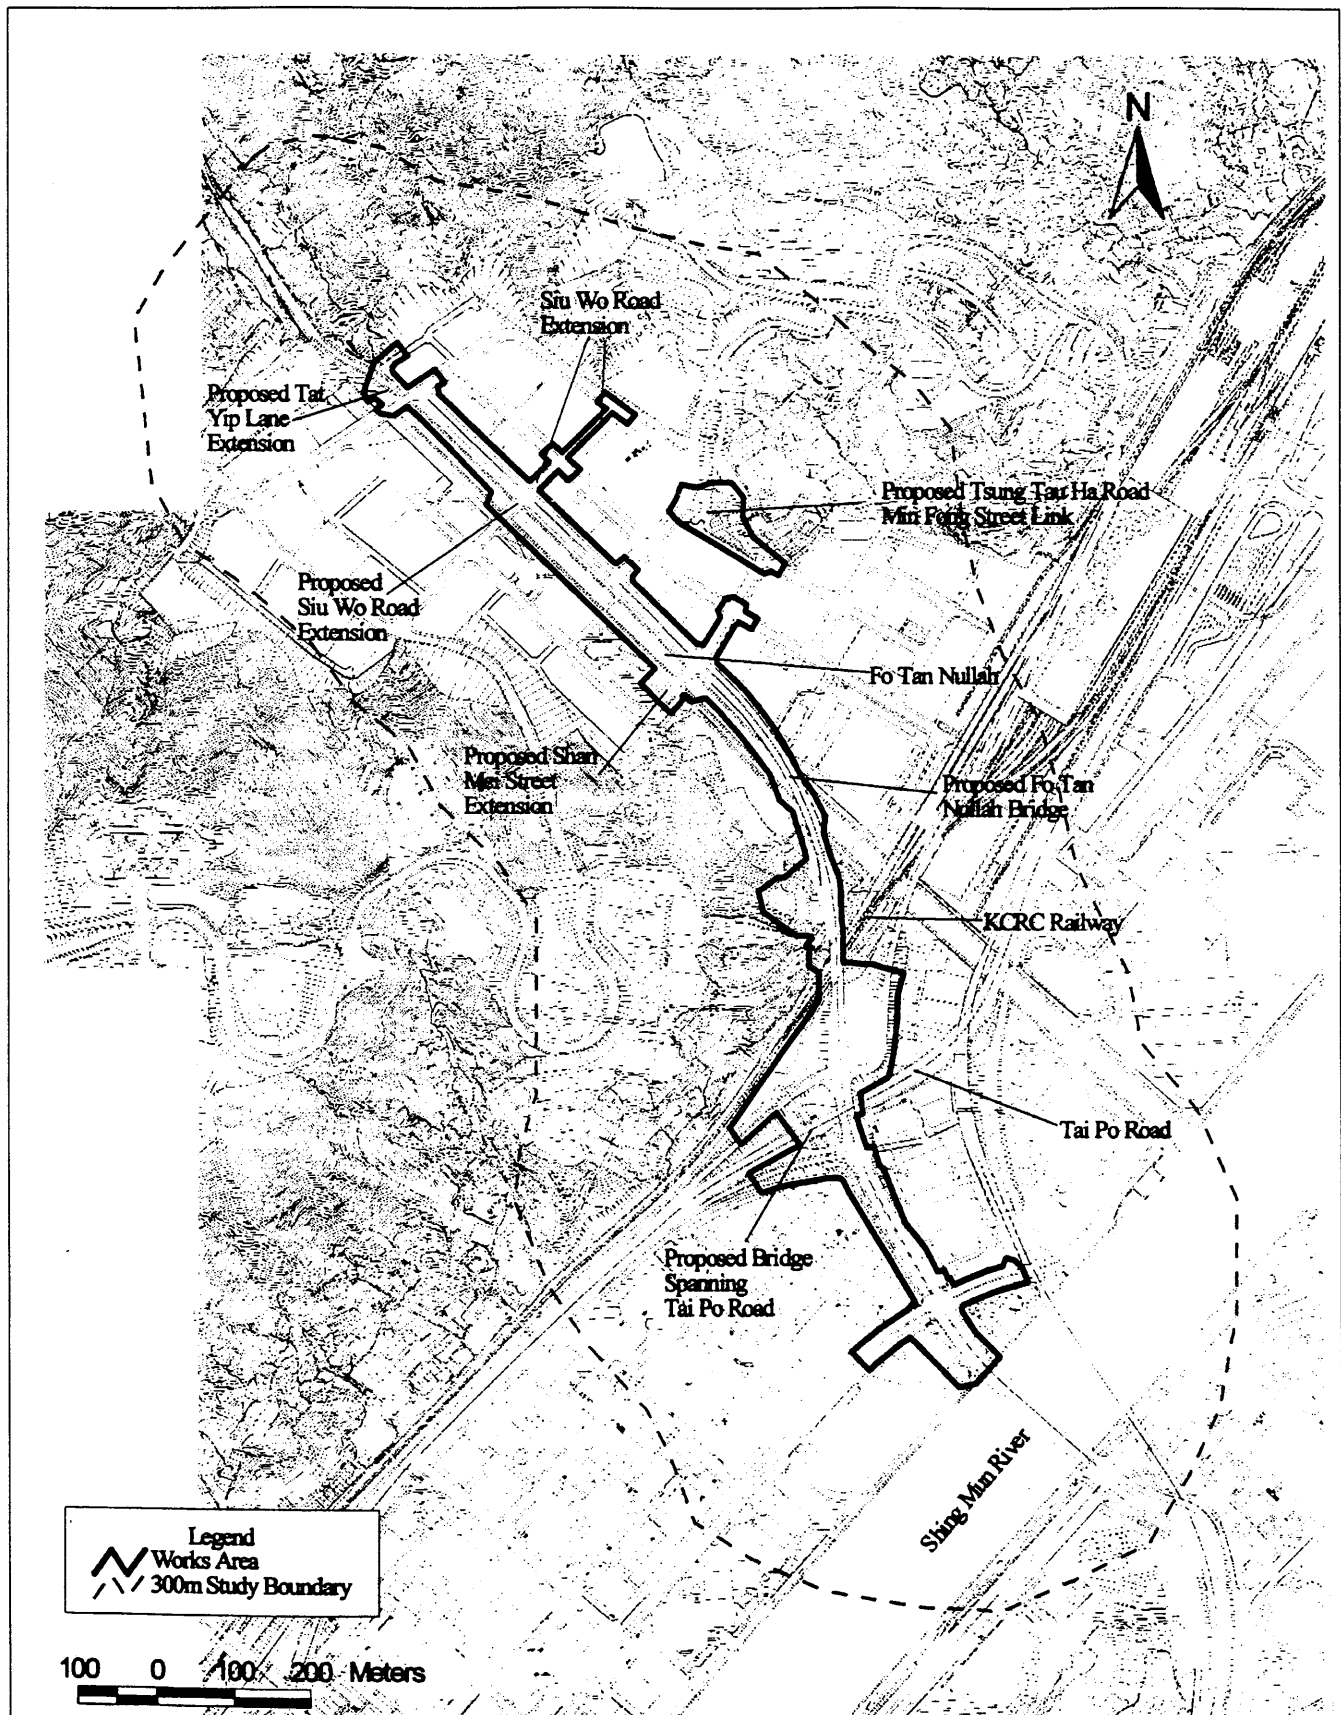 N
Siu Wo Road
Extension
Proposed Tat
Yip Lane
Extension
Proposed Tsung Tau Ha Road
Min Fong Street Link
Proposed
Siu Wo Road
Extension
Fo Tan Nullah
Proposed Shan
Mei Street
Extension
Proposed Fo Tan
Nullah Bridge
KCRC Railway
Tai Po Road
Proposed Bridge
Spanning
Tai Po Road
Shing Mun River
Legend
Works Area
300m Study Boundary
100 0 100 200 Meters